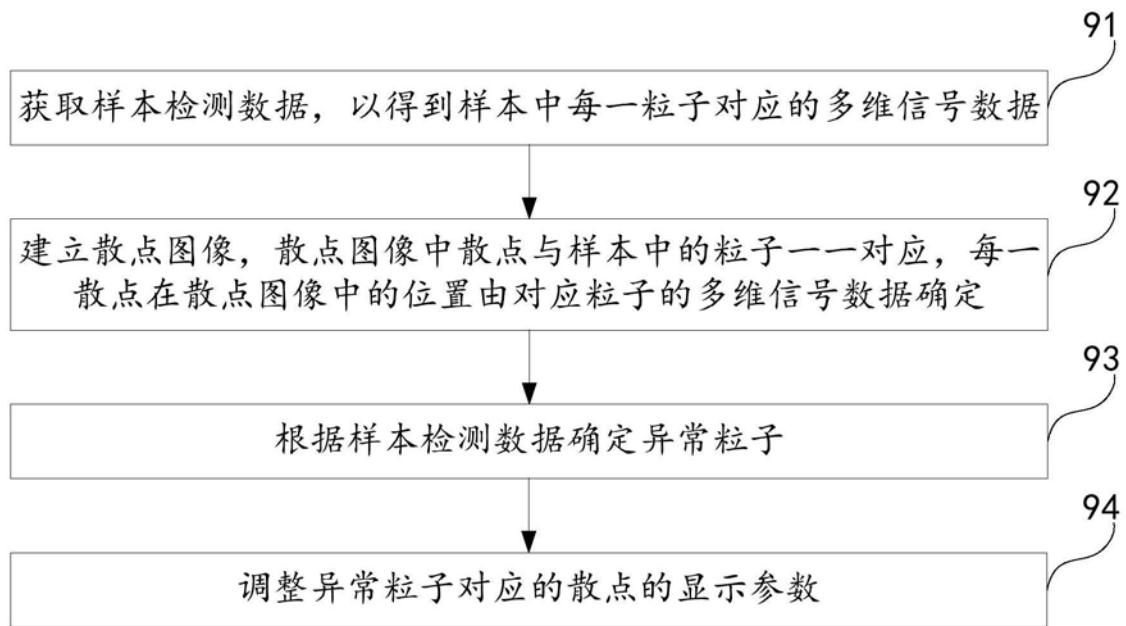 91
获取样本检测数据，以得到样本中每一粒子对应的多维信号数据
92
建立散点图像，散点图像中散点与样本中的粒子一一对应，每一
散点在散点图像中的位置由对应粒子的多维信号数据确定
93
根据样本检测数据确定异常粒子
94
调整异常粒子对应的散点的显示参数